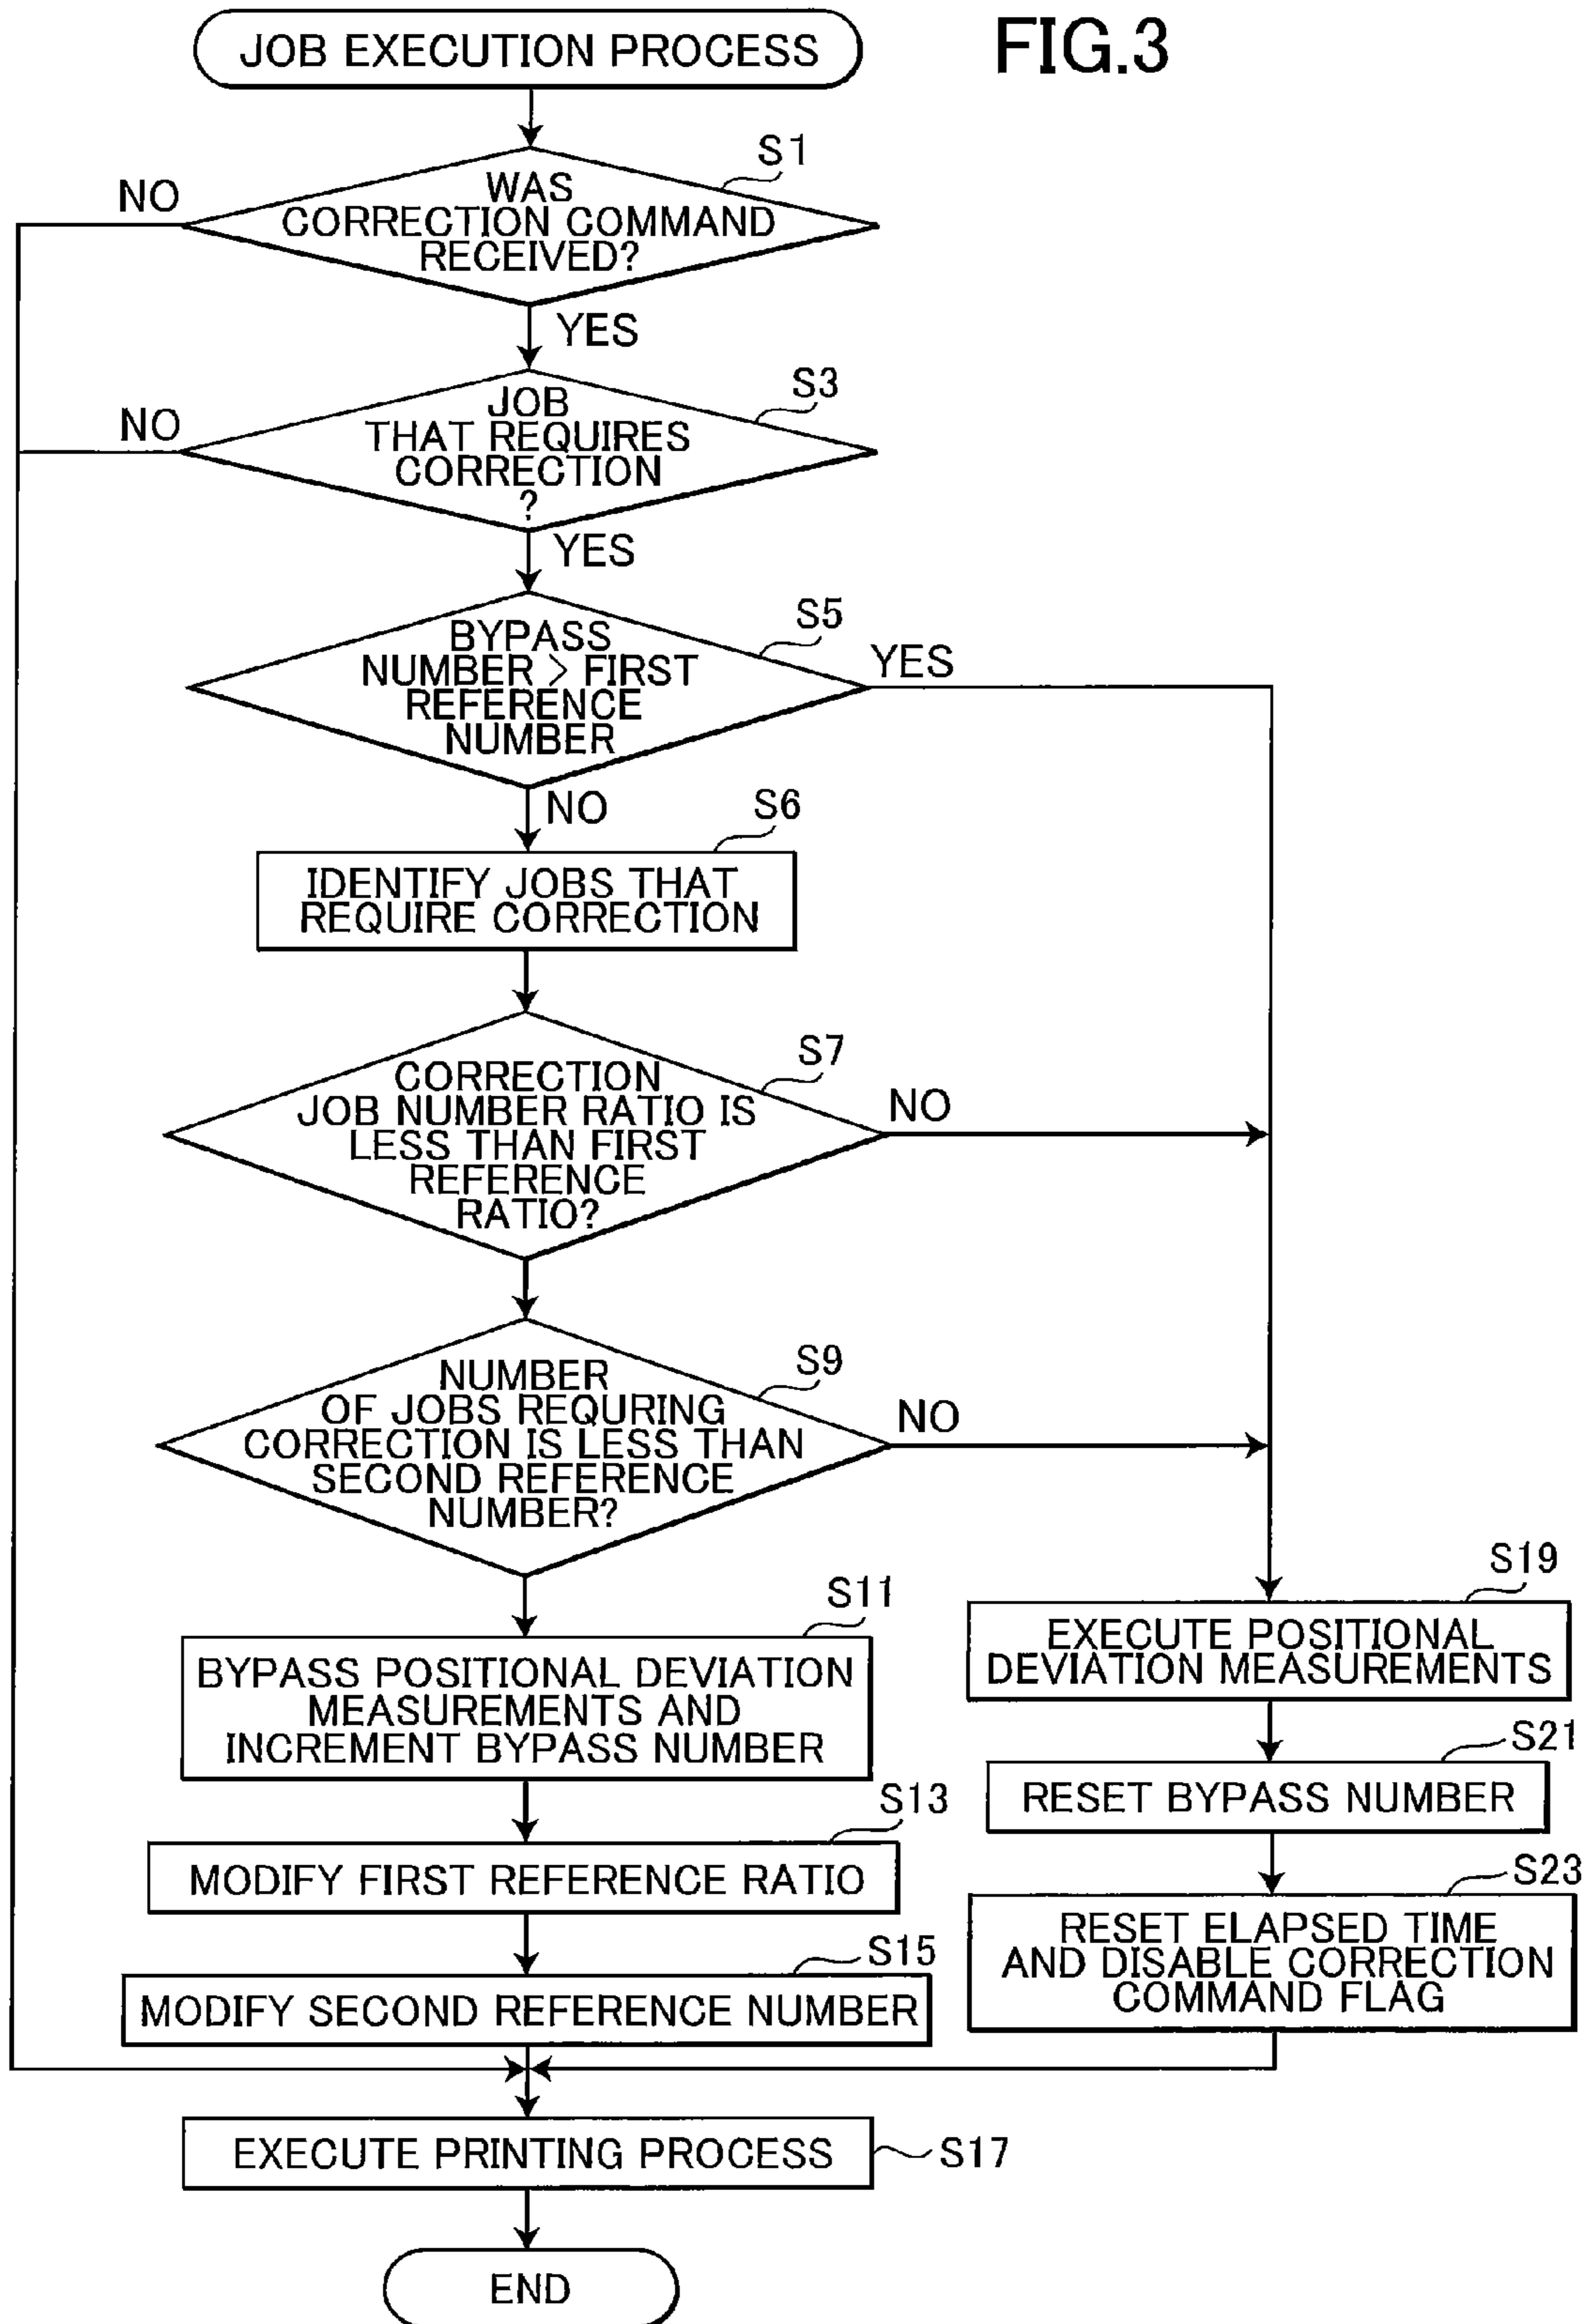 JOB EXECUTION PROCESS
FIG.3
S1
NO
WAS
CORRECTION COMMAND
RECEIVED?
YES
S3
NO
JOB
THAT REQUIRES
CORRECTION
?
YES
S5
BYPASS
NUMBER > FIRST
REFERENCE
NUMBER
YES
NO
S6
IDENTIFY JOBS THAT
REQUIRE CORRECTION
S7
CORRECTION
JOB NUMBER RATIO IS
LESS THAN FIRST
REFERENCE
RATIO?
NO
S9
NUMBER
OF JOBS REQURING
CORRECTION IS LESS THAN
SECOND REFERENCE
NUMBER?
NO
S11
BYPASS POSITIONAL DEVIATION
MEASUREMENTS AND
INCREMENT BYPASS NUMBER
S13
MODIFY FIRST REFERENCE RATIO
S15
MODIFY SECOND REFERENCE NUMBER
S19
EXECUTE POSITIONAL
DEVIATION MEASUREMENTS
S21
RESET BYPASS NUMBER
S23
RESET ELAPSED TIME
AND DISABLE CORRECTION
COMMAND FLAG
EXECUTE PRINTING PROCESS
S17
END